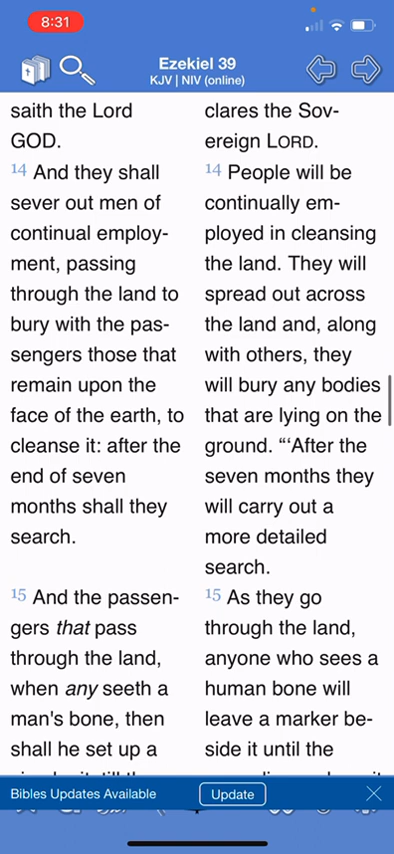 8:31
Ezekiel 39
KJV | NIV (online)
saith the Lord
GOD.
14 And they shall
sever out men of
continual employ-
ment, passing
through the land to
bury with the pas-
sengers those that
remain upon the
face of the earth, to
cleanse it: after the
end of seven
months shall they
search.
15 And the passen-
gers that pass
through the land,
when any seeth a
man's bone, then
shall he set up a
clares the Sov-
ereign LORD.
14 People will be
continually em-
ployed in cleansing
the land. They will
spread out across
the land and, along
with others, they
will bury any bodies
that are lying on the
ground. “‘After the
seven months they
will carry out a
more detailed
search.
15 As they go
through the land,
anyone who sees a
human bone will
leave a marker be-
side it until the
Bibles Updates Available
Update